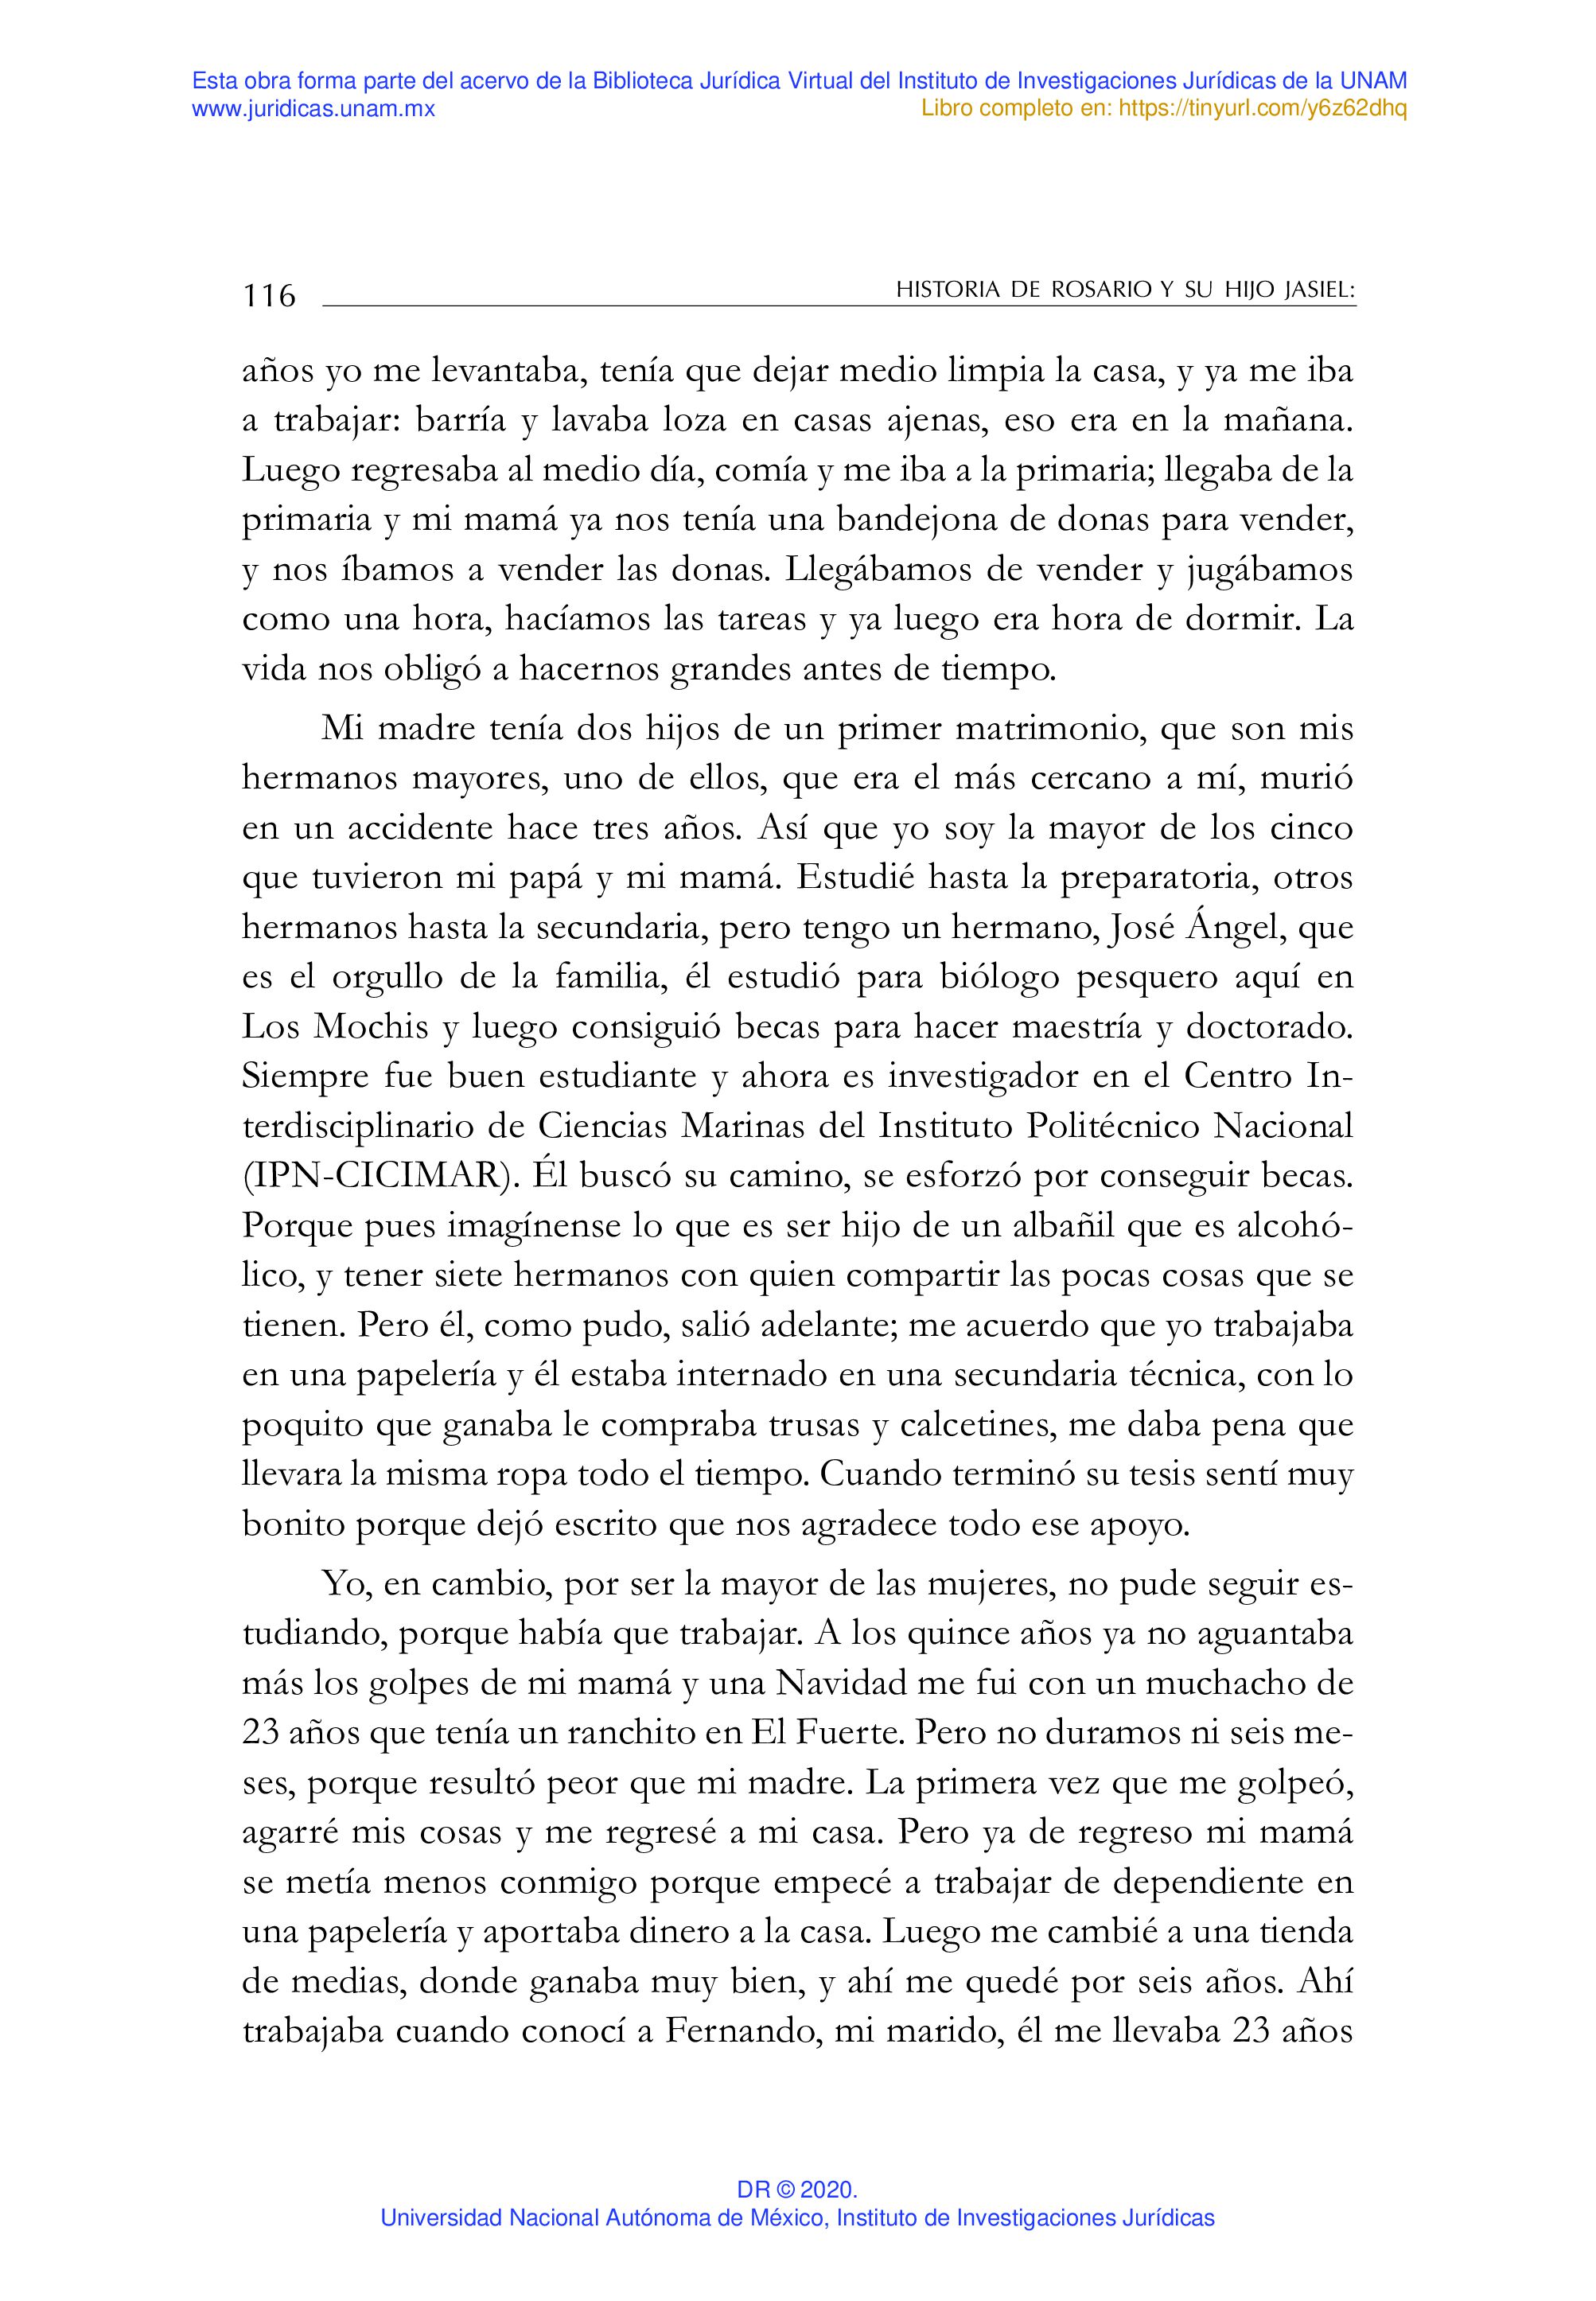 Esta obra forma parte del acervo de la Biblioteca Jurídica Virtual del Instituto de Investigaciones Jurídicas de la UNAM
www.juridicas.unam.mx
Libro completo en: https://tinyurl.com/y6z62dhq
116
HISTORIA DE ROSARIO Y SU HIJO JASIEL:
años yo me levantaba, tenía que dejar medio limpia la casa, y ya me iba
a trabajar: barría y lavaba loza en casas ajenas, eso era en la mañana.
Luego regresaba al medio día, comía y me iba a la primaria; llegaba de la
primaria y mi mamá ya nos tenía una bandejona de donas para vender,
y nos íbamos a vender las donas. Llegábamos de vender y jugábamos
como una hora, hacíamos las tareas y ya luego era hora de dormir. La
vida nos obligó a hacernos grandes antes de tiempo.
Mi madre tenía dos hijos de un primer matrimonio, que son mis
hermanos mayores, uno de ellos, que era el más cercano a mí, murió
en un accidente hace tres años. Así que yo soy la mayor de los cinco
que tuvieron mi papá y mi mamá. Estudié hasta la preparatoria, otros
hermanos hasta la secundaria, pero tengo un hermano, José Ángel, que
es el orgullo de la familia, él estudió para biólogo pesquero aquí en
Los Mochis y luego consiguió becas para hacer maestría y doctorado.
Siempre fue buen estudiante y ahora es investigador en el Centro In-
terdisciplinario de Ciencias Marinas del Instituto Politécnico Nacional
(IPN-CICIMAR). Él buscó su camino, se esforzó por conseguir becas.
Porque pues imagínense lo que es ser hijo de un albañil que es alcohó-
lico, y tener siete hermanos con quien compartir las pocas cosas que se
tienen. Pero él, como pudo, salió adelante; me acuerdo que yo trabajaba
en una papelería y él estaba internado en una secundaria técnica, con lo
poquito que ganaba le compraba trusas y calcetines, me daba pena que
llevara la misma ropa todo el tiempo. Cuando terminó su tesis sentí muy
bonito porque dejó escrito que nos agradece todo ese apoyo.
Yo, en cambio, por ser la mayor de las mujeres, no pude seguir es-
tudiando, porque había que trabajar. A los quince años ya no aguantaba
más los golpes de mi mamá y una Navidad me fui con un muchacho de
23 años que tenía un ranchito en El Fuerte. Pero no duramos ni seis me-
ses, porque resultó peor que mi madre. La primera vez que me golpeó,
agarré mis cosas y me regresé a mi casa. Pero ya de regreso mi mamá
se metía menos conmigo porque empecé a trabajar de dependiente en
una papelería y aportaba dinero a la casa. Luego me cambié a una tienda
de medias, donde ganaba muy bien, y ahí me quedé por seis años. Ahí
trabajaba cuando conocí a Fernando, mi marido, él me llevaba 23 años
DR © 2020.
Universidad Nacional Autónoma de México, Instituto de Investigaciones Jurídicas